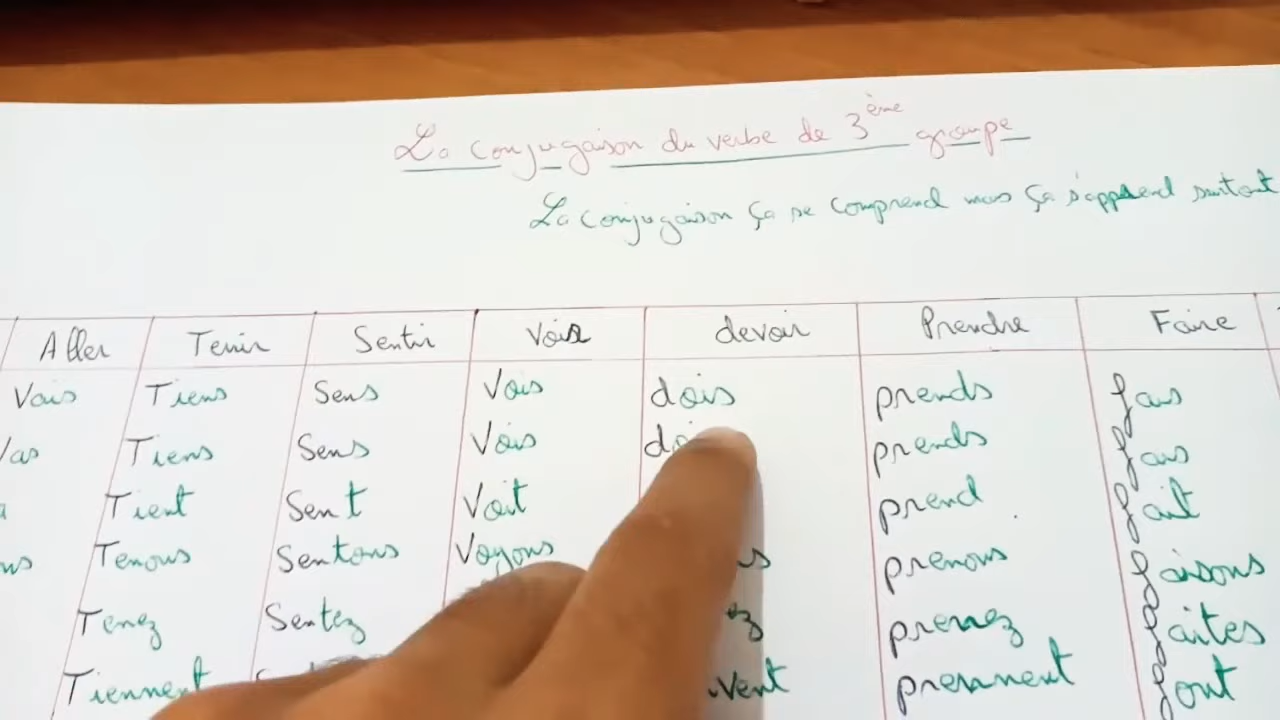 La conjugaison du verbe de 3ème groupe
La conjugaison ça se comprend mais ça s'apprend surtout
Aller Tenir Sentir Voir devoir Prendre Faire
Vais Tiens Sens Vois dois prends fais
Vas Tiens Sens Vois prends fais
Tient Sent Voit prend fait
Tenons Sentons Voyons prenons faisons
Tenez Sentez prenez faites
Tiennent vent prennent font